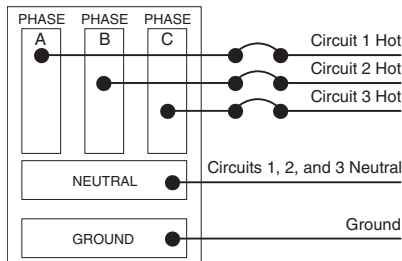 PHASE PHASE PHASE
A B C
Circuit 1 Hot
Circuit 2 Hot
Circuit 3 Hot
NEUTRAL
Circuits 1, 2, and 3 Neutral
GROUND
Ground